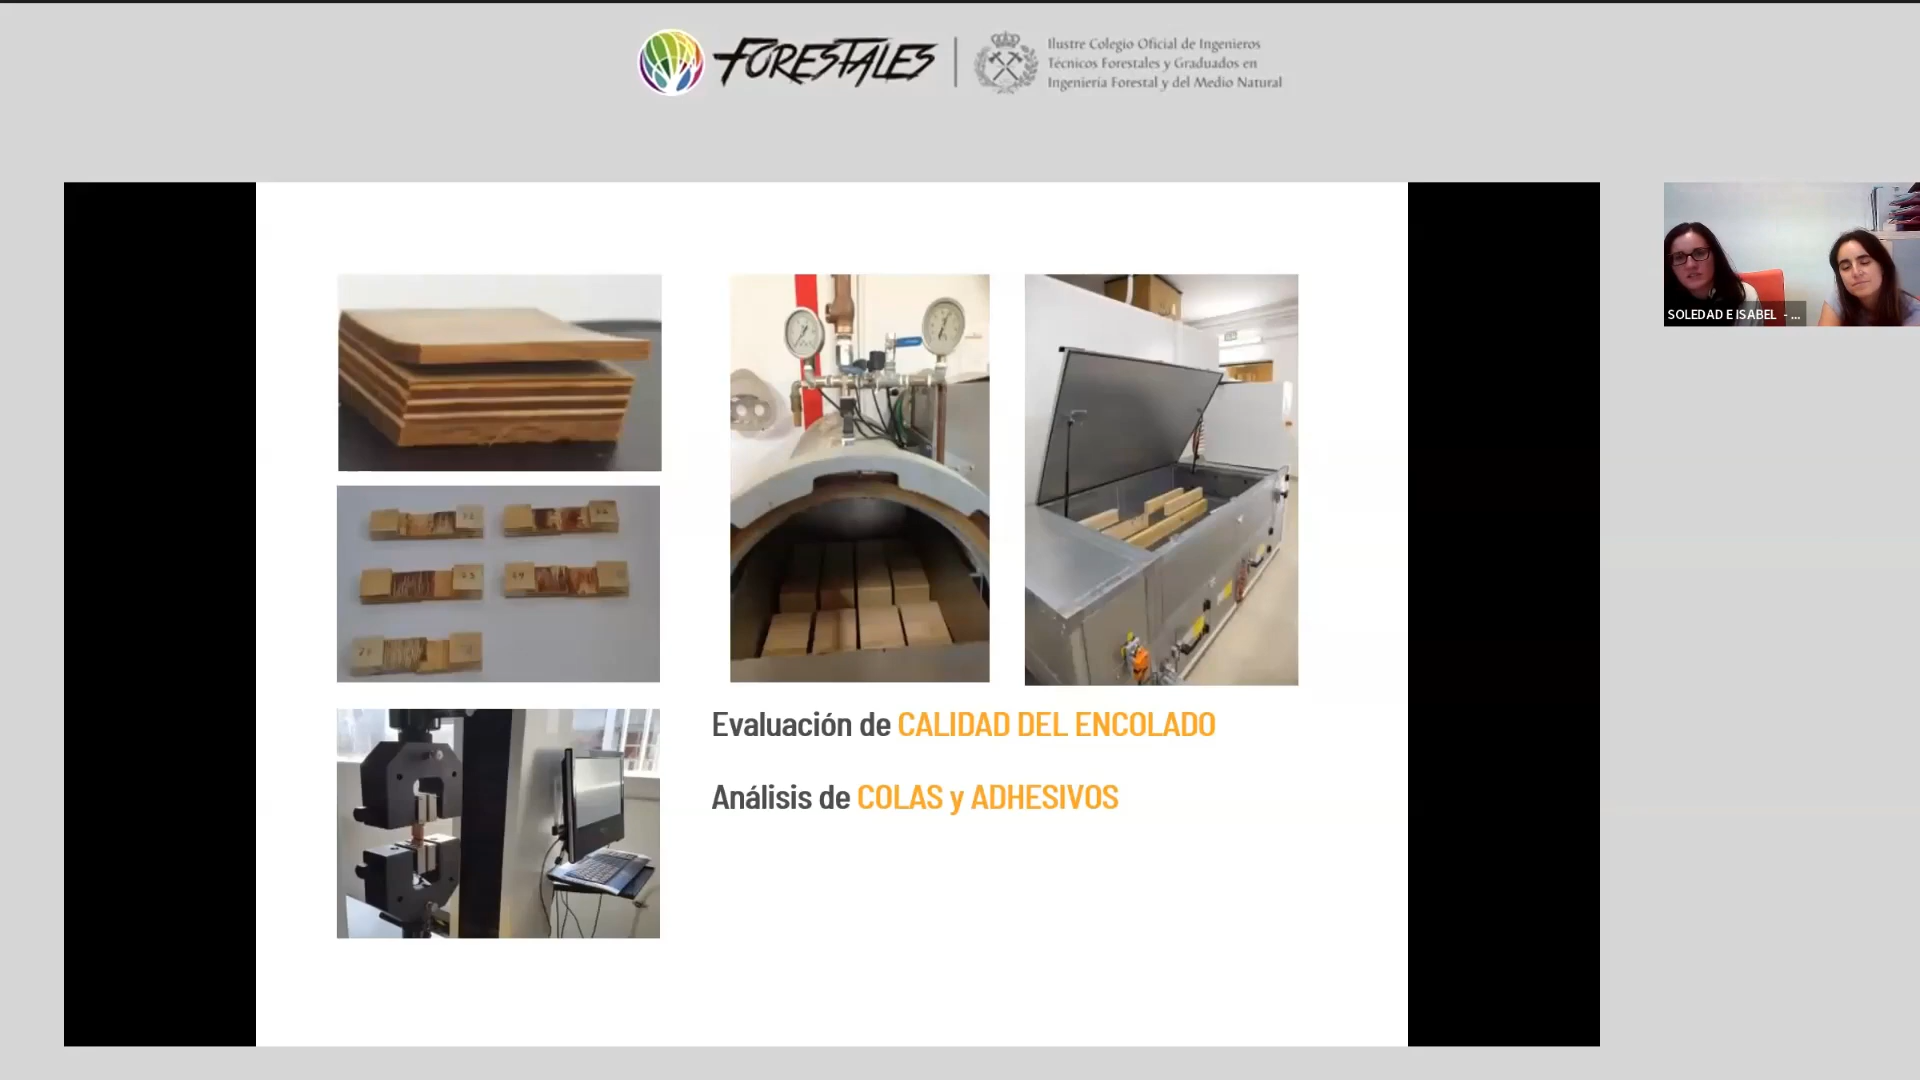 FORESTALES
Ilustre Colegio Oficial de Ingenieros
Técnicos Forestales y Graduados en
Ingeniería Forestal y del Medio Natural
SOLEDAD E ISABEL - ...
Evaluación de CALIDAD DEL ENCOLADO
Análisis de COLAS y ADHESIVOS